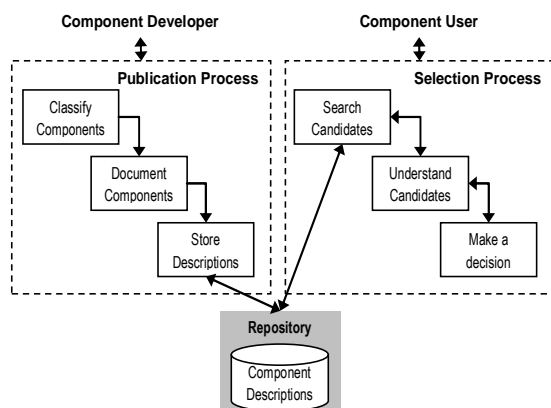 Component Developer
Component User
Publication Process
Selection Process
Classify
Components
Document
Components
Store
Descriptions
Search
Candidates
Understand
Candidates
Make a
decision
Repository
Component
Descriptions